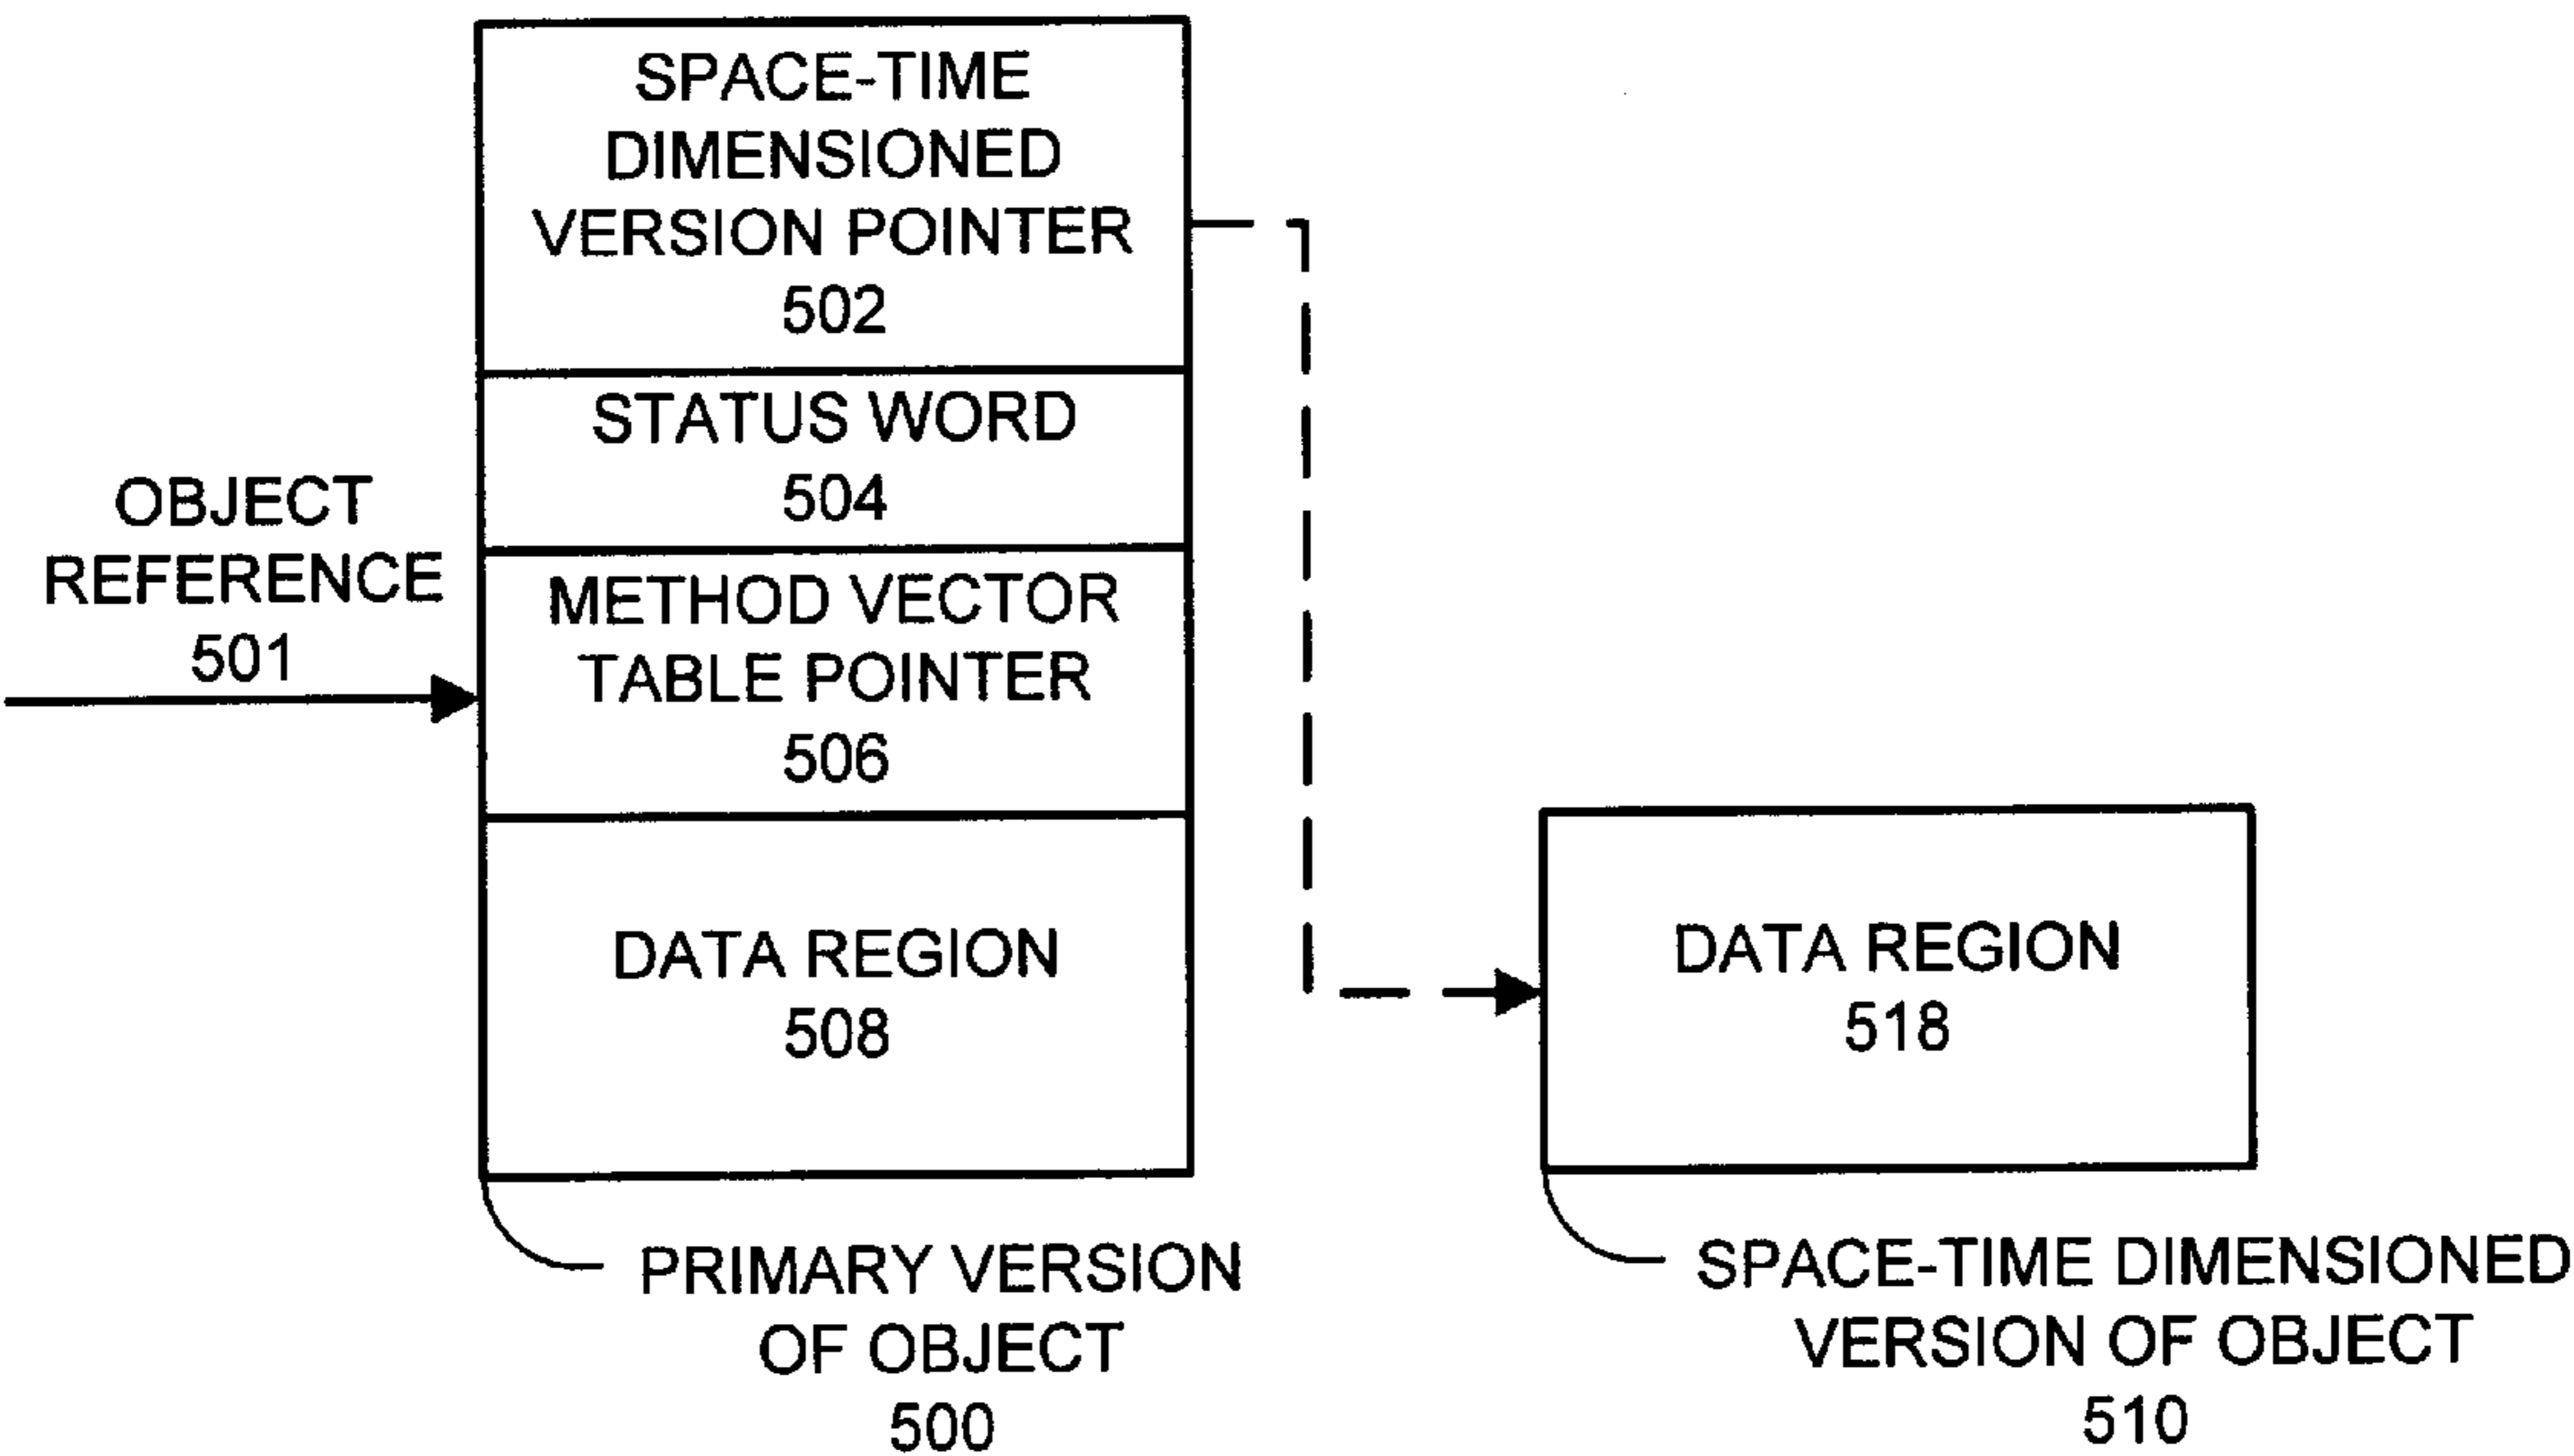 SPACE-TIME
DIMENSIONED
VERSION POINTER
502
STATUS WORD
504
OBJECT
REFERENCE
501
METHOD VECTOR
TABLE POINTER
506
DATA REGION
508
DATA REGION
518
PRIMARY VERSION
OF OBJECT
500
SPACE-TIME DIMENSIONED
VERSION OF OBJECT
510